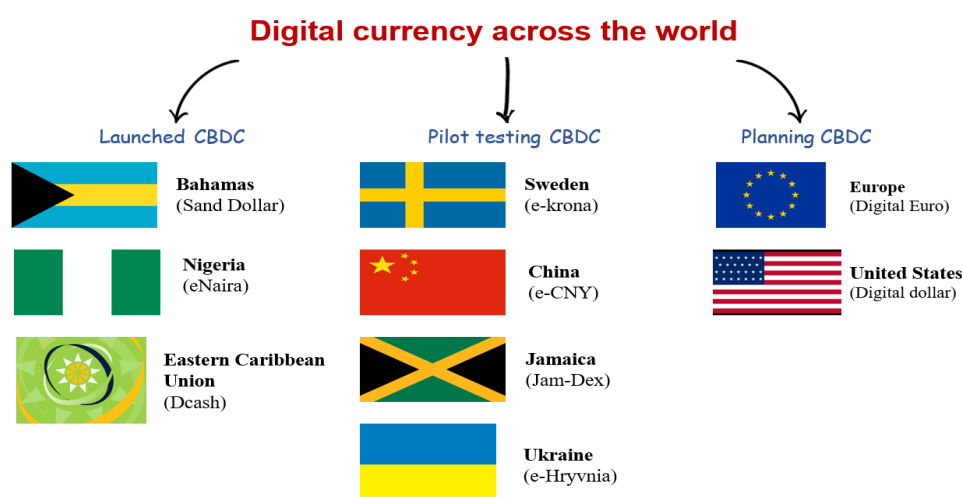 Digital currency across the world
Launched CBDC
Bahamas
(Sand Dollar)
Nigeria
(eNaira)
Eastern Caribbean
Union
(Dcash)
Pilot testing CBDC
Sweden
(e-krona)
China
(e-CNY)
Jamaica
(Jam-Dex)
Ukraine
(e-Hryvnia)
Planning CBDC
Europe
(Digital Euro)
United States
(Digital dollar)